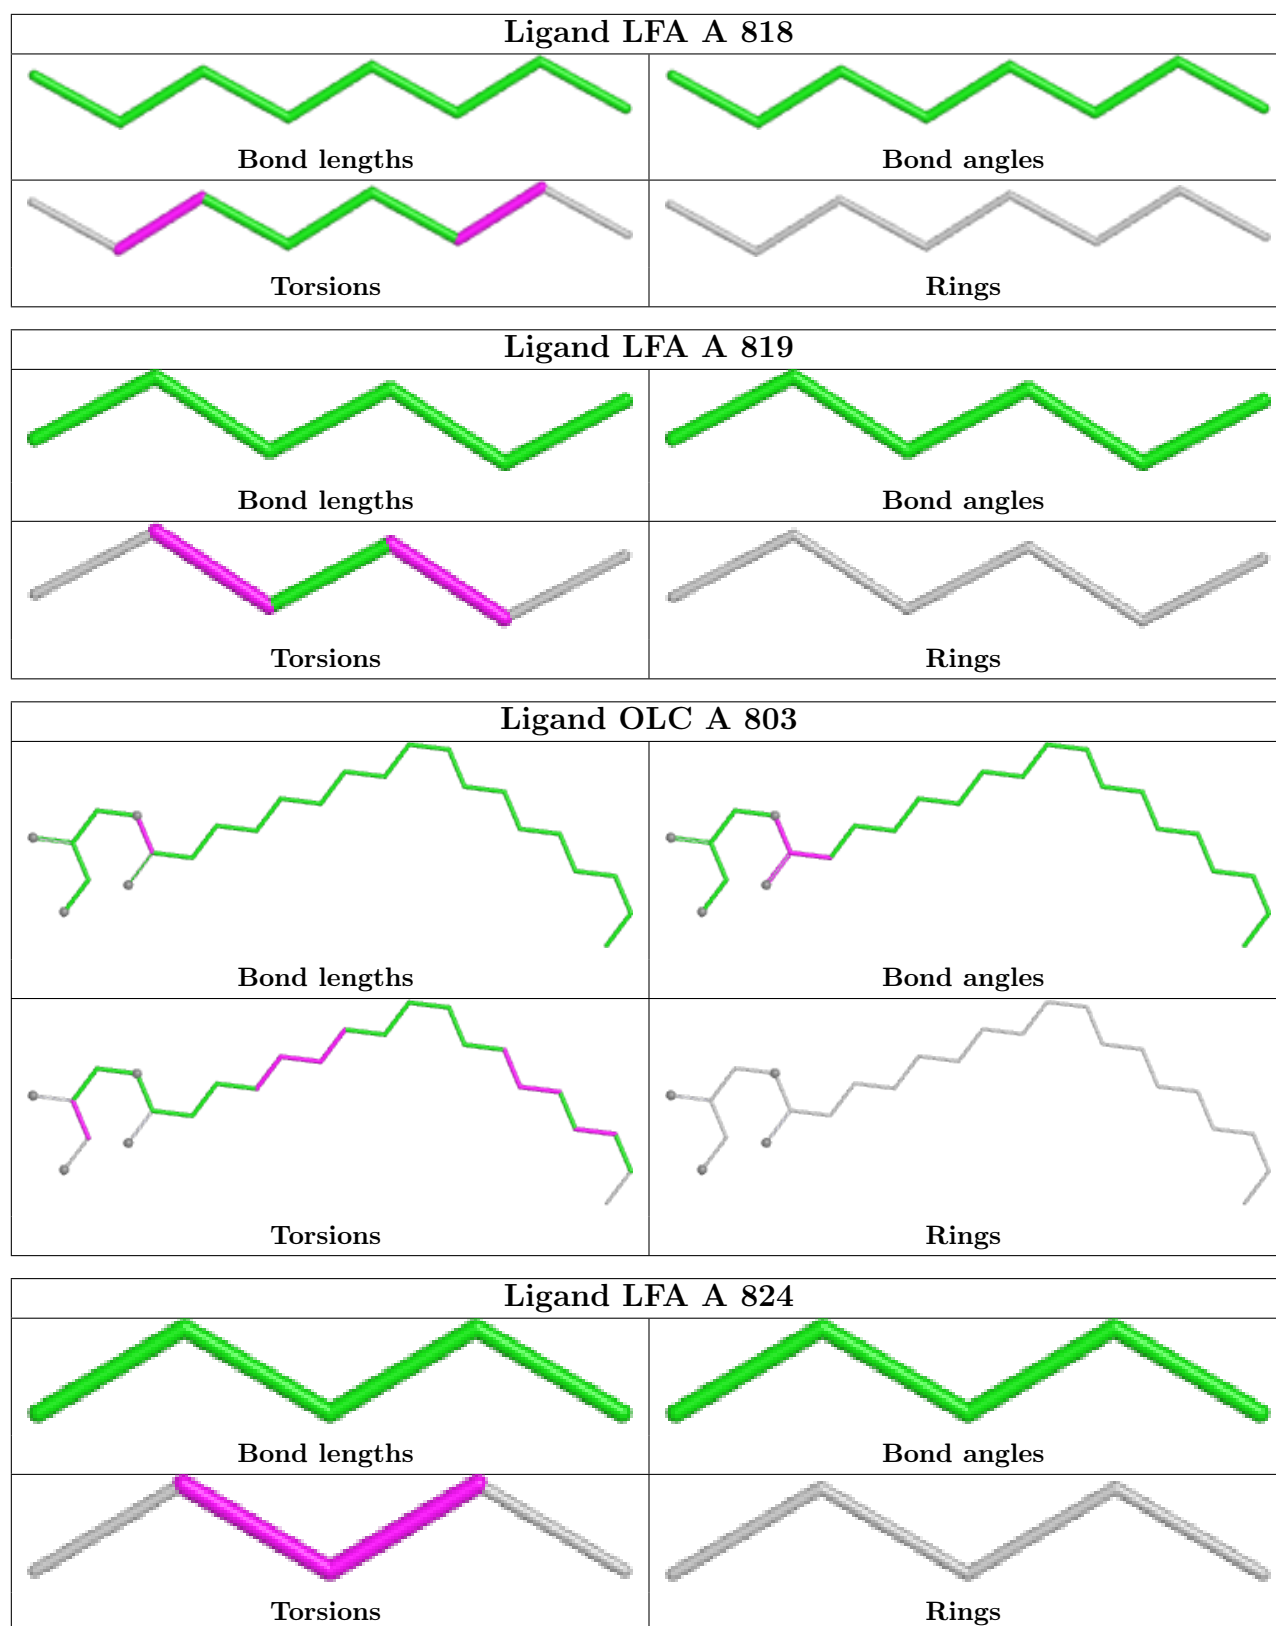 Ligand LFA A 818
Bond lengths
Bond angles
Torsions
Rings
Ligand LFA A 819
Bond lengths
Bond angles
Torsions
Rings
Ligand OLC A 803
Bond lengths
Bond angles
Torsions
Rings
Ligand LFA A 824
Bond lengths
Bond angles
Torsions
Rings